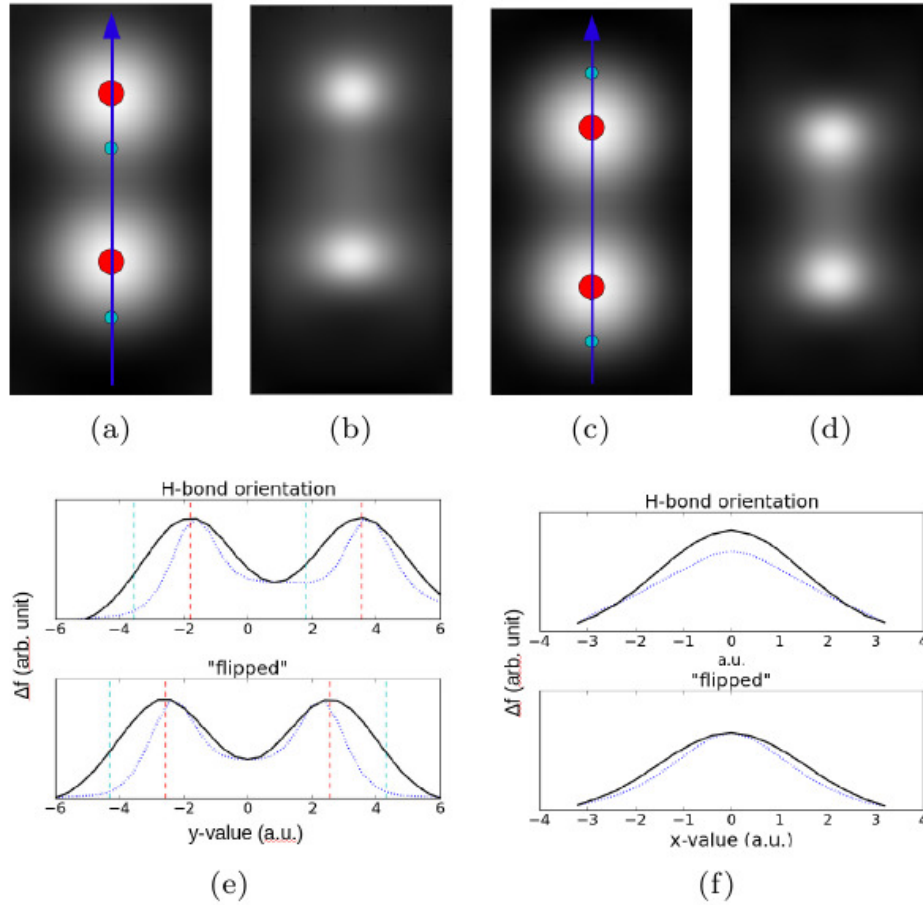 (a)
(b)
(c)
(d)
H-bond orientation
−6 −4 −2 0 2 4 6
"flipped"
−6 −4 −2 0 2 4 6
Δf (arb. unit)
y-value (a.u.)
(e)
H-bond orientation
−4 −3 −2 −1 0 1 2 3 4
a.u.
"flipped"
−4 −3 −2 −1 0 1 2 3 4
Δf (arb. unit)
x-value (a.u.)
(f)